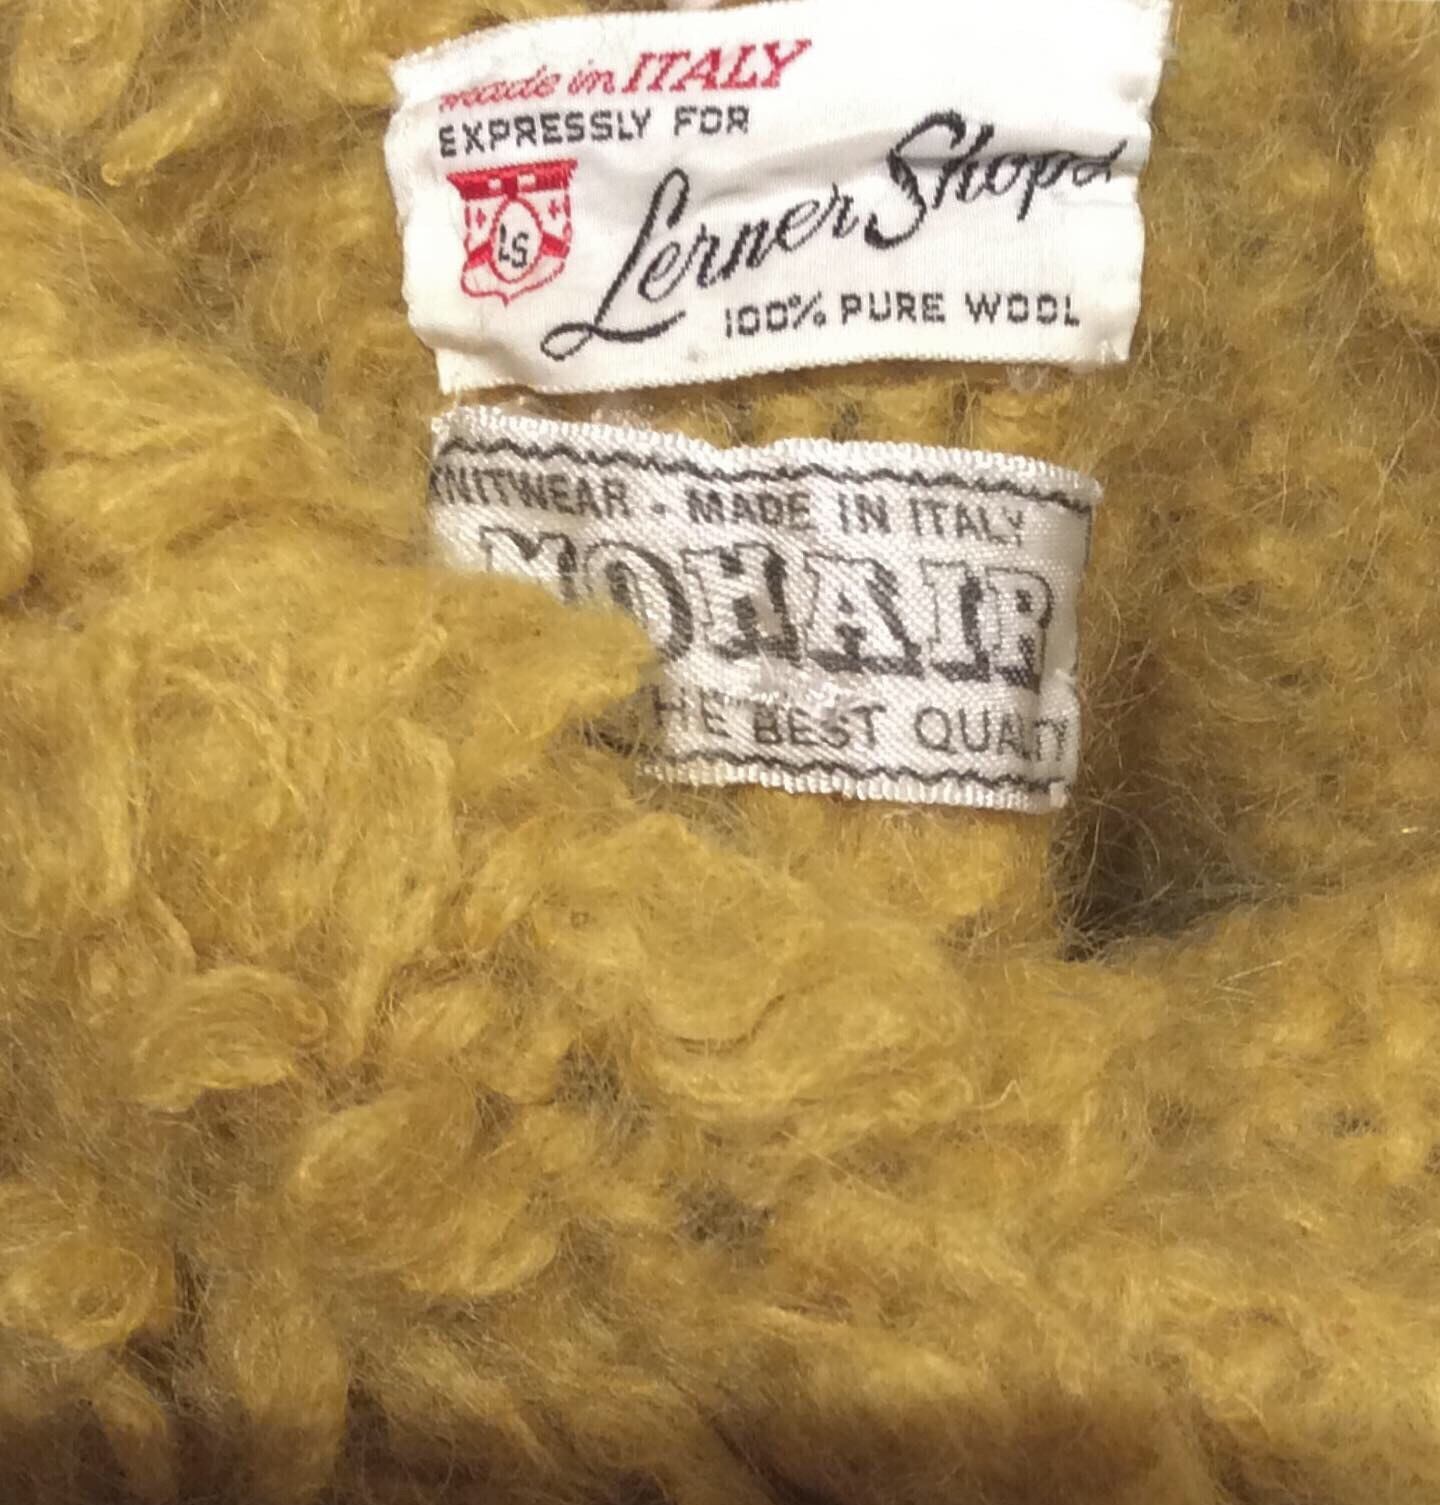 made in ITALY
EXPRESSLY FOR
LS
Lerner Shops
100% PURE WOOL
KNITWEAR - MADE IN ITALY
MOHAIR
THE BEST QUALITY